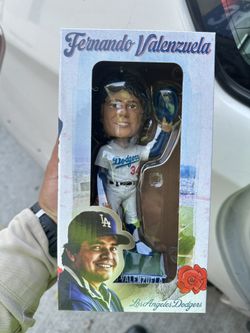 Fernando Valenzuela
Dodgers
34
LA
VALENZUELA
Los Angeles Dodgers